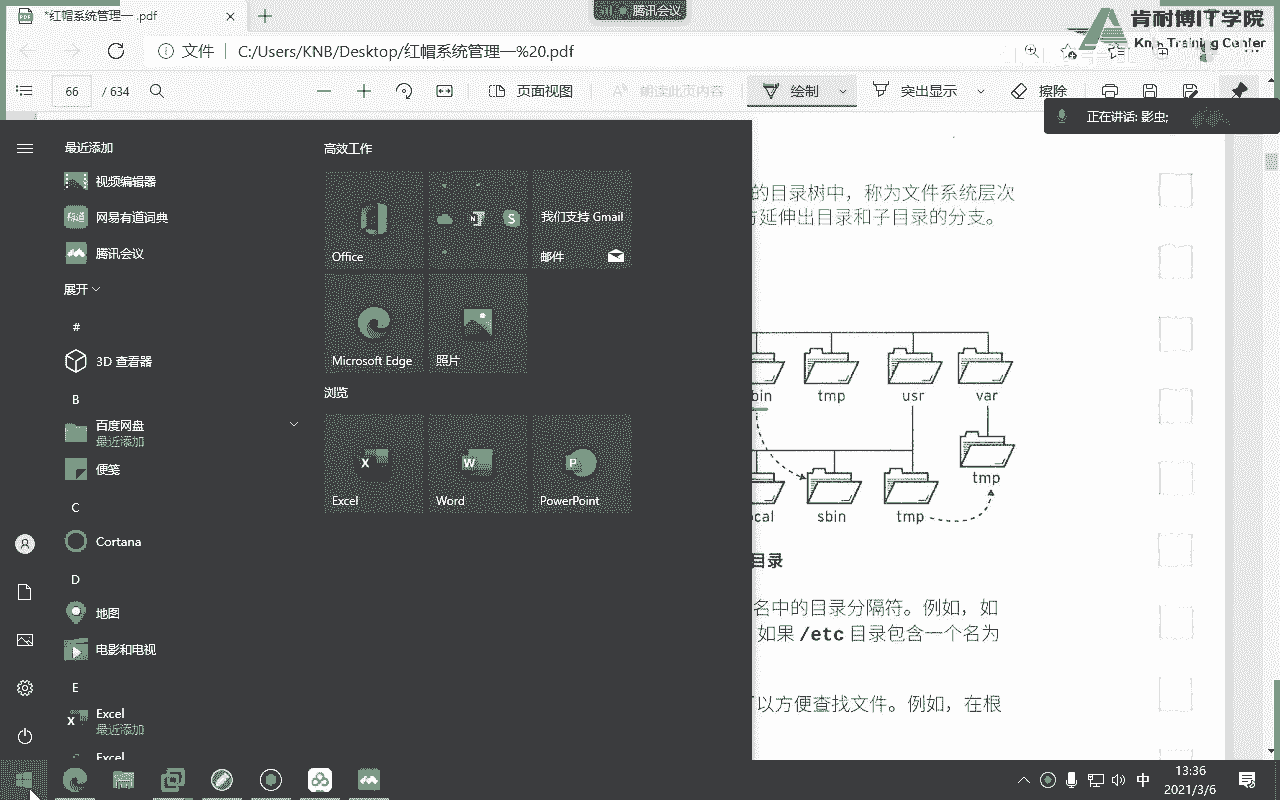 *红帽系统管理一 .pdf
腾讯会议
肯耐博IT学院
KnB Training Center
文件
C:/Users/KNB/Desktop/红帽系统管理一%20.pdf
66 / 634
页面视图
朗读此页内容
绘制
突出显示
擦除
正在讲话: 影虫;
最近添加
视频编辑器
网易有道词典
腾讯会议
展开
#
3D 查看器
B
百度网盘
最近添加
便笺
C
Cortana
D
地图
电影和电视
E
Excel
最近添加
Excel
高效工作
Office
我们支持 Gmail
邮件
Microsoft Edge
照片
浏览
Excel
Word
PowerPoint
的目录树中，称为文件系统层次
延伸出目录和子目录的分支。
bin
tmp
usr
var
tmp
ocal
sbin
tmp
目录
名中的目录分隔符。例如，如
如果 /etc 目录包含一个名为
以方便查找文件。例如，在根
中
13:36
2021/3/6